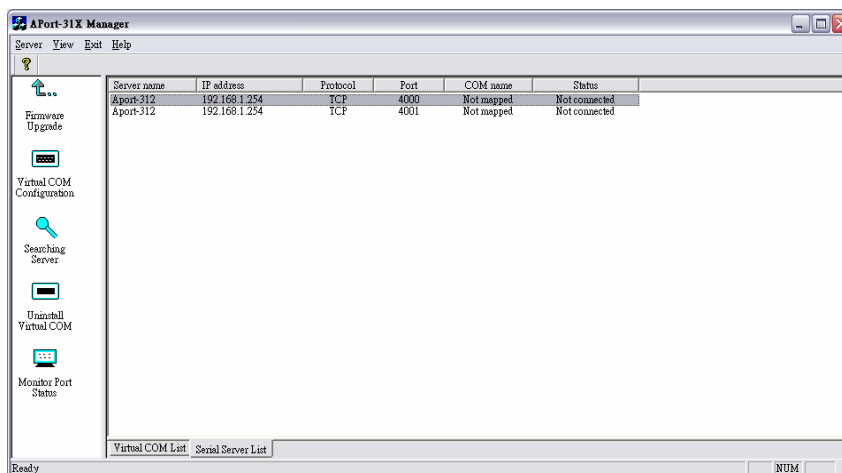 APort-31X Manager
Server View Exit Help
Firmware
Upgrade
Virtual COM
Configuration
Searching
Server
Uninstall
Virtual COM
Monitor Port
Status
Server name IP address Protocol Port COM name Status
Aport-312 192.168.1.254 TCP 4000 Not mapped Not connected
Aport-312 192.168.1.254 TCP 4001 Not mapped Not connected
Virtual COM List Serial Server List
Ready NUM